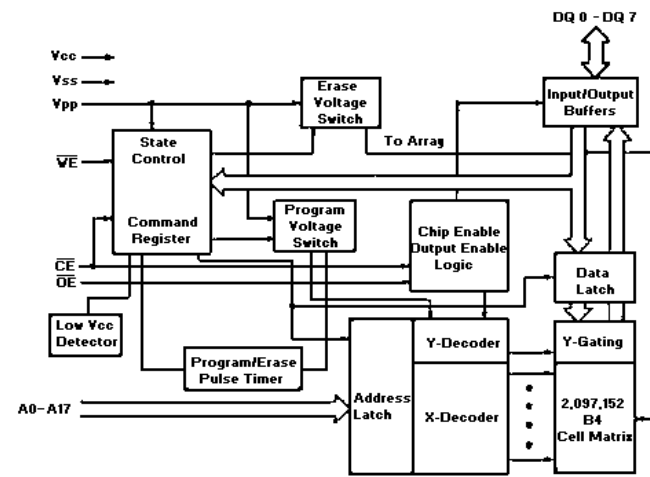 DQ 0 - DQ 7
Vcc
Vss
Vpp
Erase
Voltage
Switch
Input/Output
Buffers
State
Control
To Array
WE
Command
Register
Program
Voltage
Switch
Chip Enable
Output Enable
Logic
CE
OE
Data
Latch
Low Vcc
Detector
Y-Decoder
Y-Gating
Program/Erase
Pulse Timer
A0-A17
Address
Latch
X-Decoder
2,097,152
B4
Cell Matrix